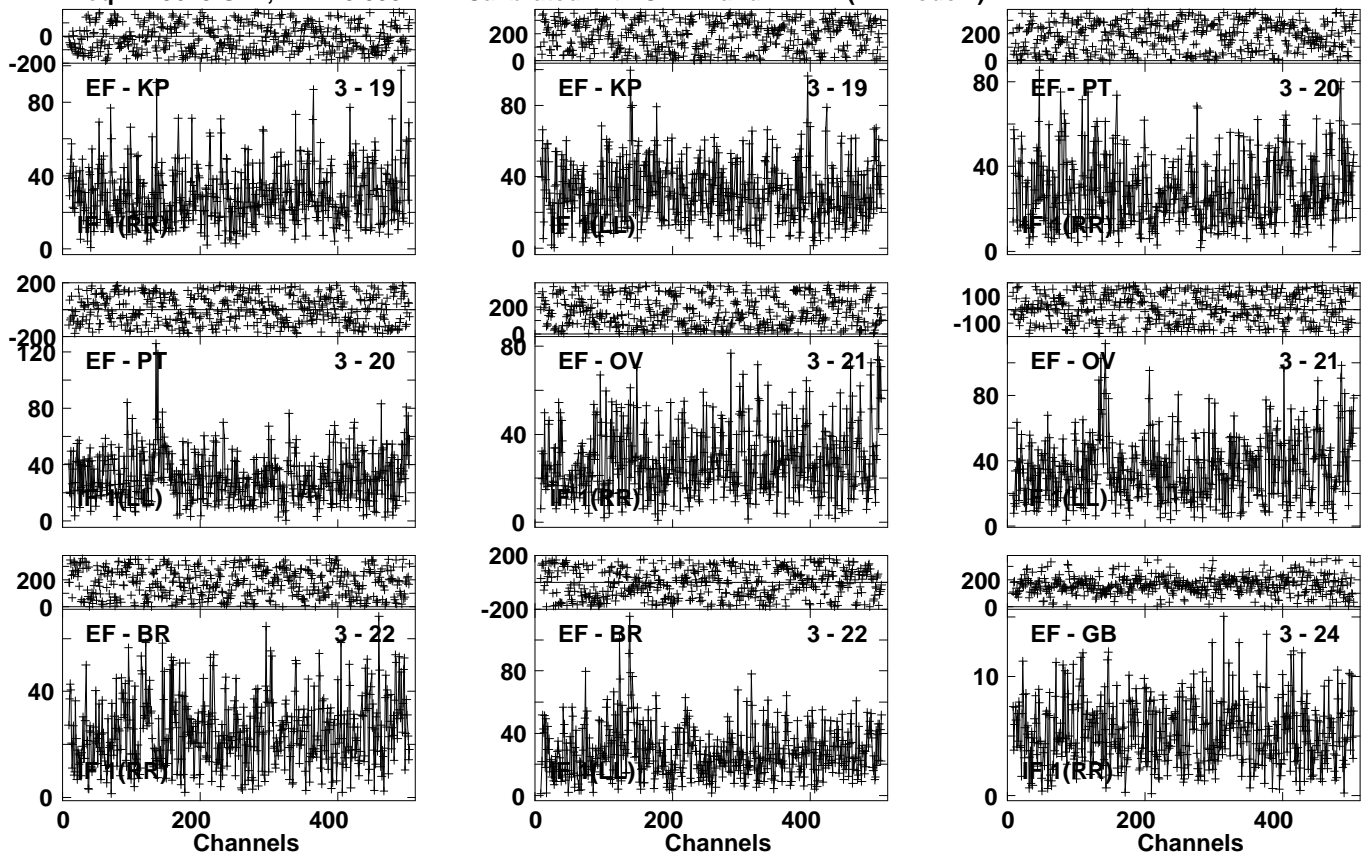 0
-200
EF - KP 3 - 19
80
40
0
IF 1(RR)
200
0
EF - KP 3 - 19
80
40
0
IF 1(LL)
200
0
EF - PT 3 - 20
80
40
0
IF 1(RR)
200
-200
EF - PT 3 - 20
120
80
40
0
IF 1(LL)
200
0
EF - OV 3 - 21
80
40
0
IF 1(RR)
100
-100
EF - OV 3 - 21
80
40
0
IF 1(LL)
200
0
EF - BR 3 - 22
40
0
IF 1(RR)
0 200 400
Channels
200
-200
EF - BR 3 - 22
80
40
0
IF 1(LL)
0 200 400
Channels
200
0
EF - GB 3 - 24
10
0
IF 1(RR)
0 200 400
Channels